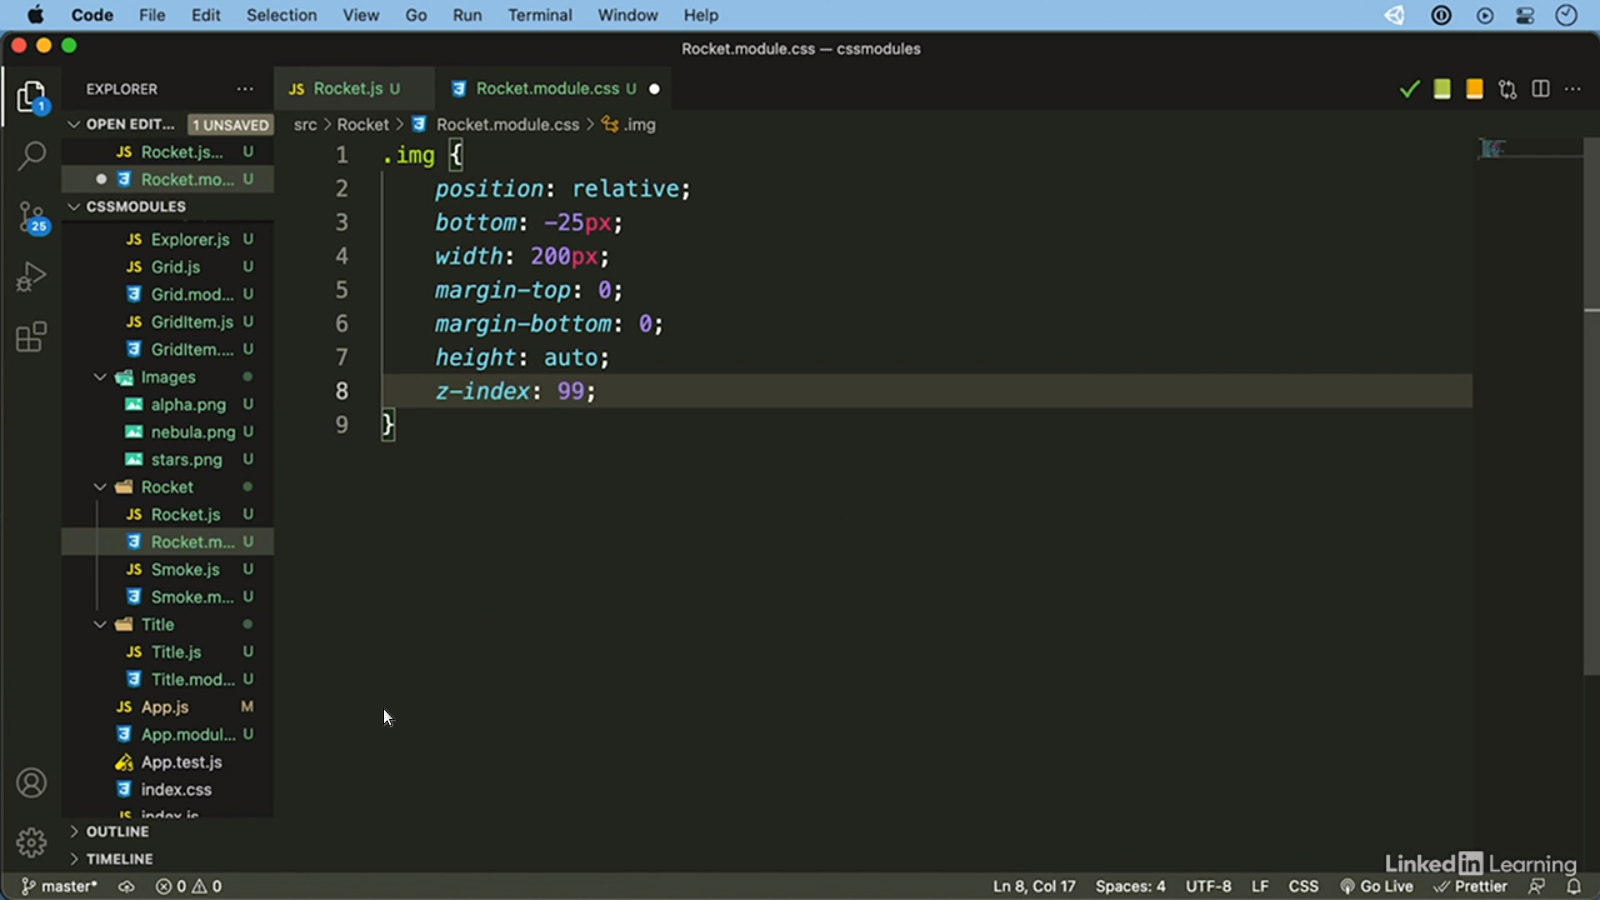 Code File Edit Selection View Go Run Terminal Window Help
Rocket.module.css — cssmodules
EXPLORER ···
JS Rocket.js U
Rocket.module.css U
OPEN EDIT... 1 UNSAVED
src > Rocket > Rocket.module.css > .img
JS Rocket.js... U
Rocket.mo... U
CSSMODULES
JS Explorer.js U
JS Grid.js U
Grid.mod... U
JS GridItem.js U
GridItem.... U
Images
alpha.png U
nebula.png U
stars.png U
Rocket
JS Rocket.js U
Rocket.m... U
JS Smoke.js U
Smoke.m... U
Title
JS Title.js U
Title.mod... U
JS App.js M
App.modul... U
App.test.js
index.css
JS index.js
OUTLINE
TIMELINE
1
25
1 .img {
2 position: relative;
3 bottom: -25px;
4 width: 200px;
5 margin-top: 0;
6 margin-bottom: 0;
7 height: auto;
8 z-index: 99;
9 }
Linked in Learning
master* 0 0 Ln 8, Col 17 Spaces: 4 UTF-8 LF CSS Go Live Prettier